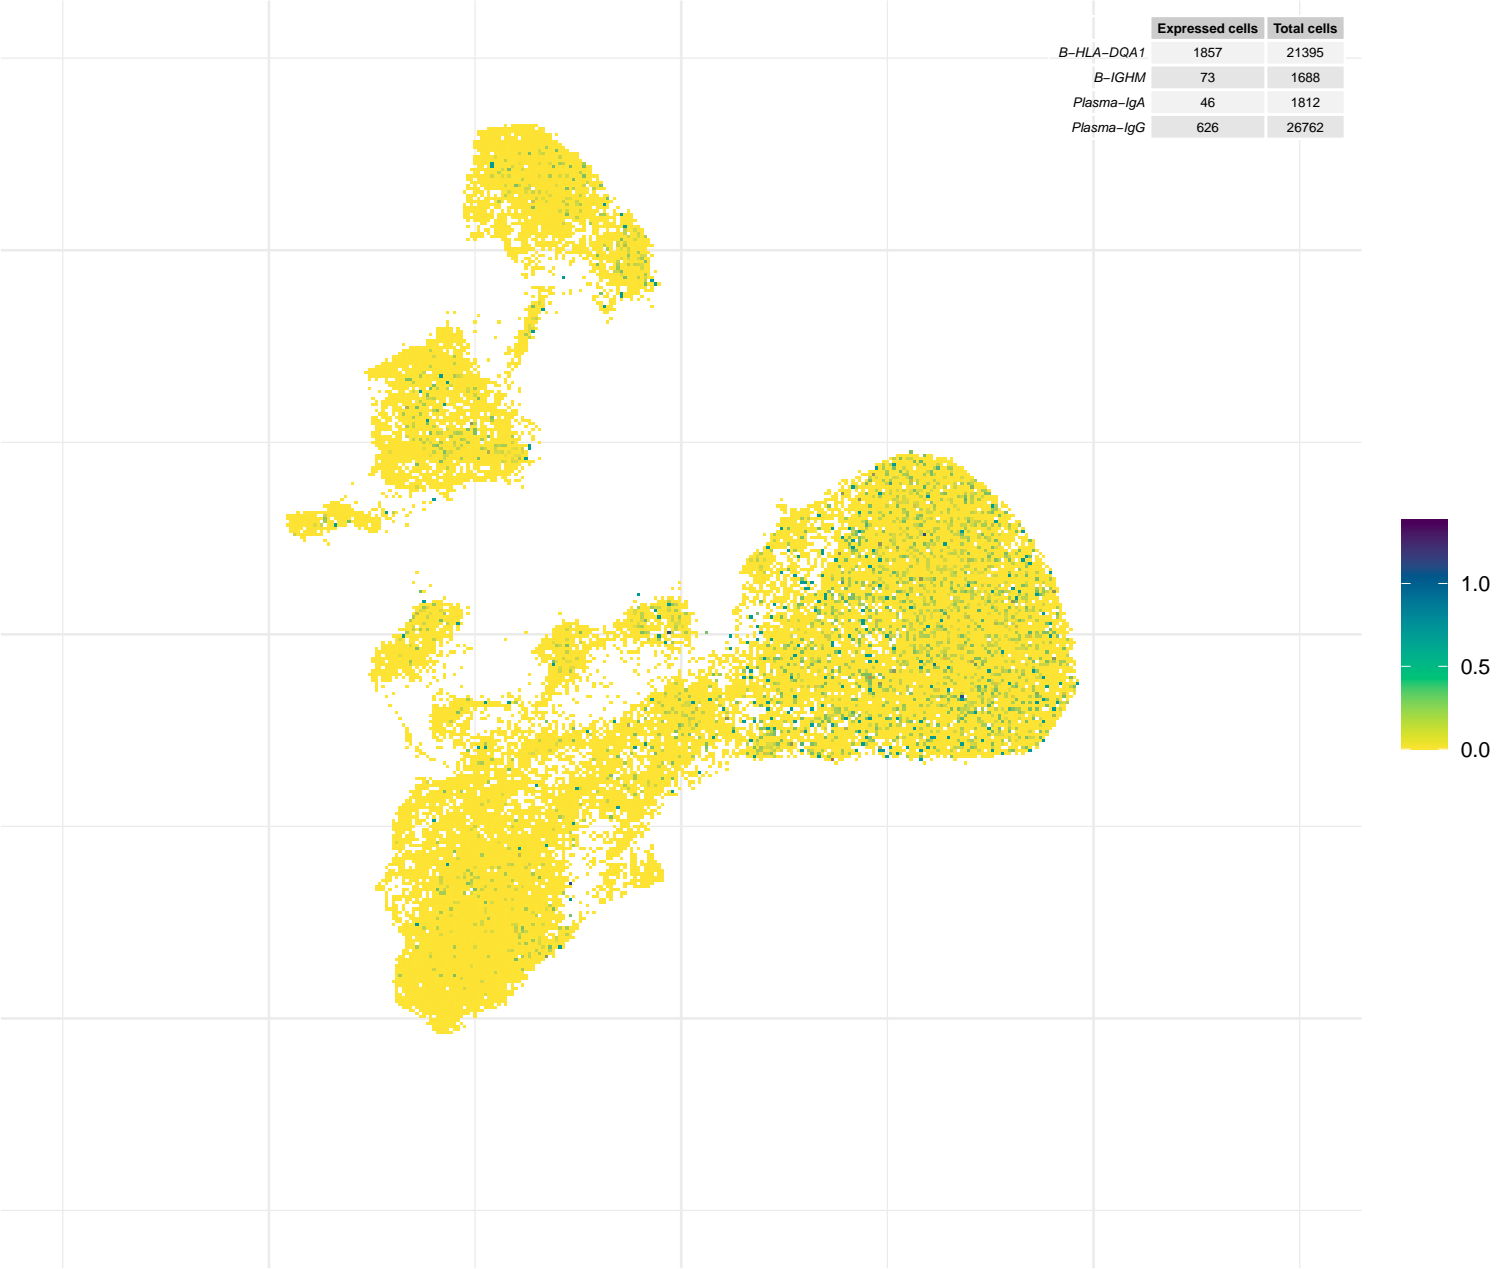 Expressed cells Total cells
B−HLA−DQA1 1857 21395
B−IGHM 73 1688
Plasma−IgA 46 1812
Plasma−IgG 626 26762
1.0
0.5
0.0